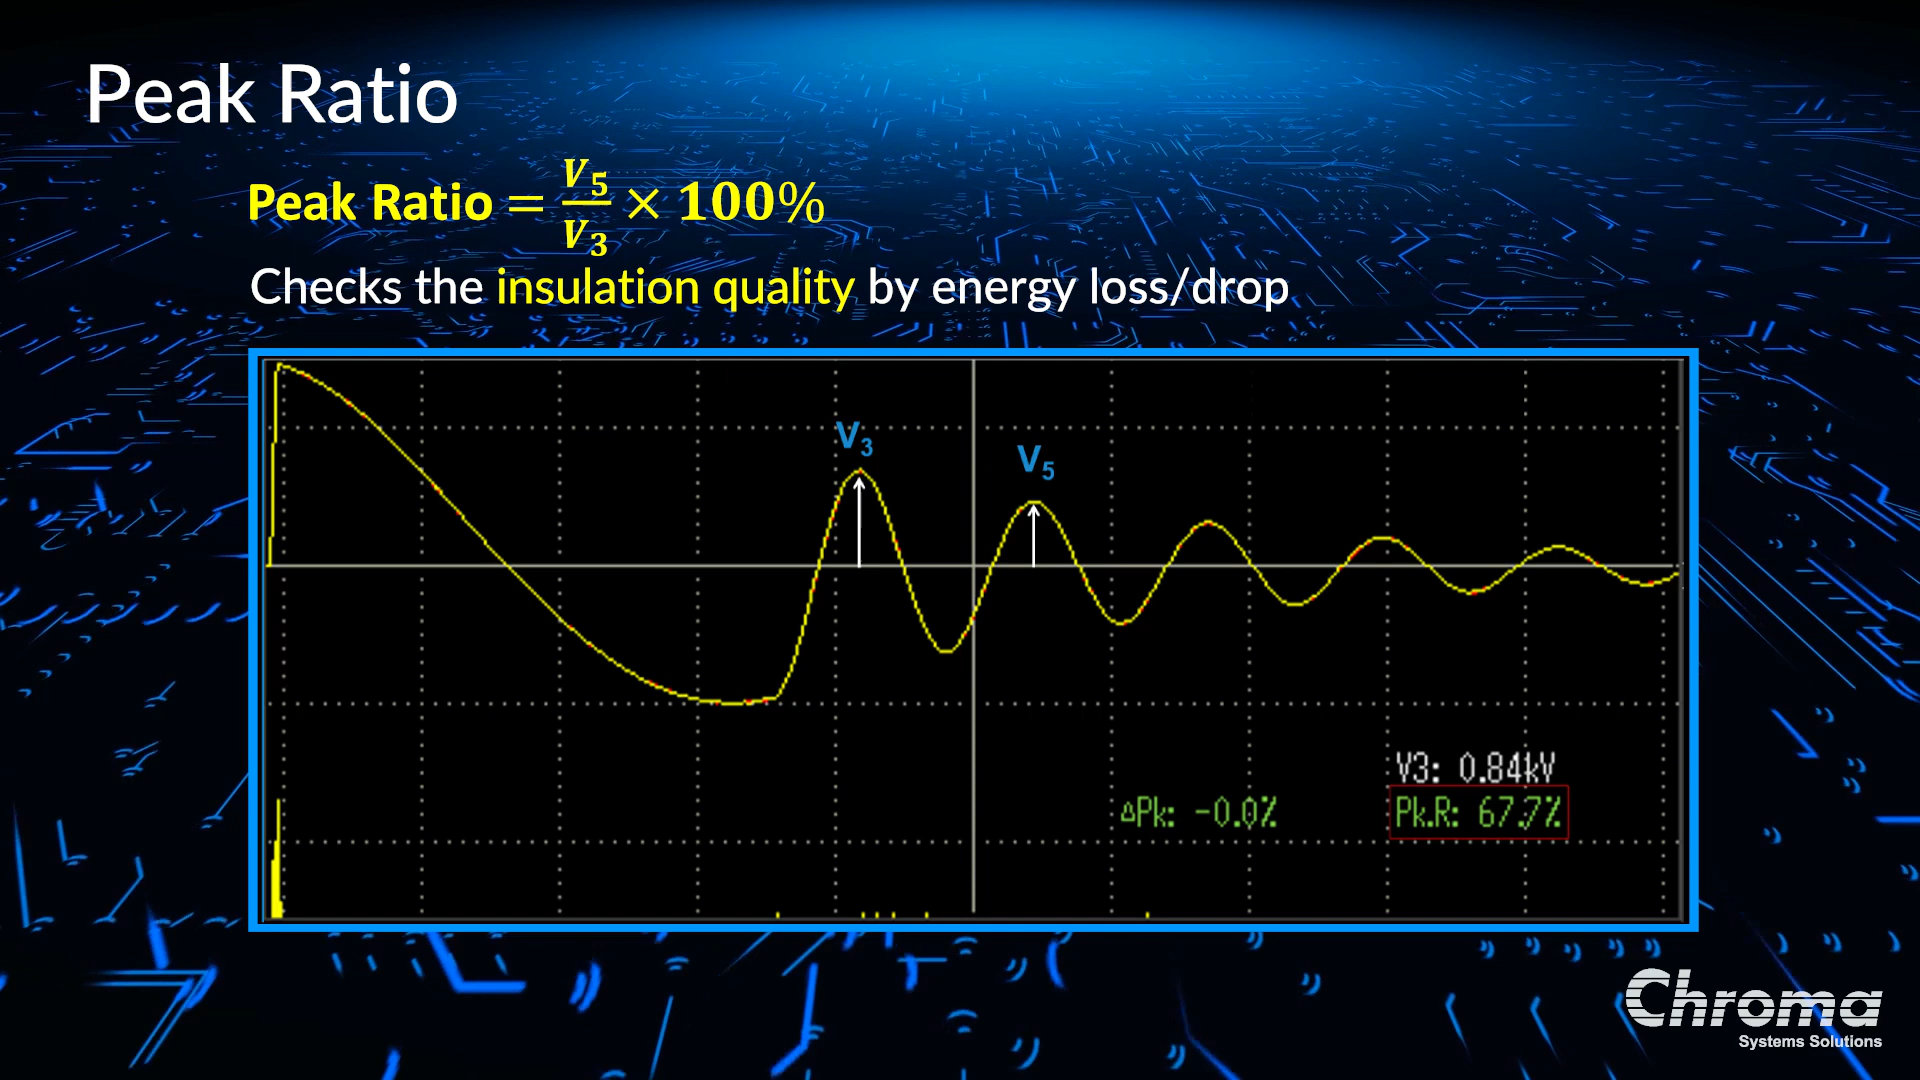 Peak Ratio
Peak Ratio = V₅/V₃ × 100%
Checks the insulation quality by energy loss/drop
V₃
V₅
V3: 0.84kV
△Pk: -0.0% Pk.R: 67.7%
Chroma
Systems Solutions